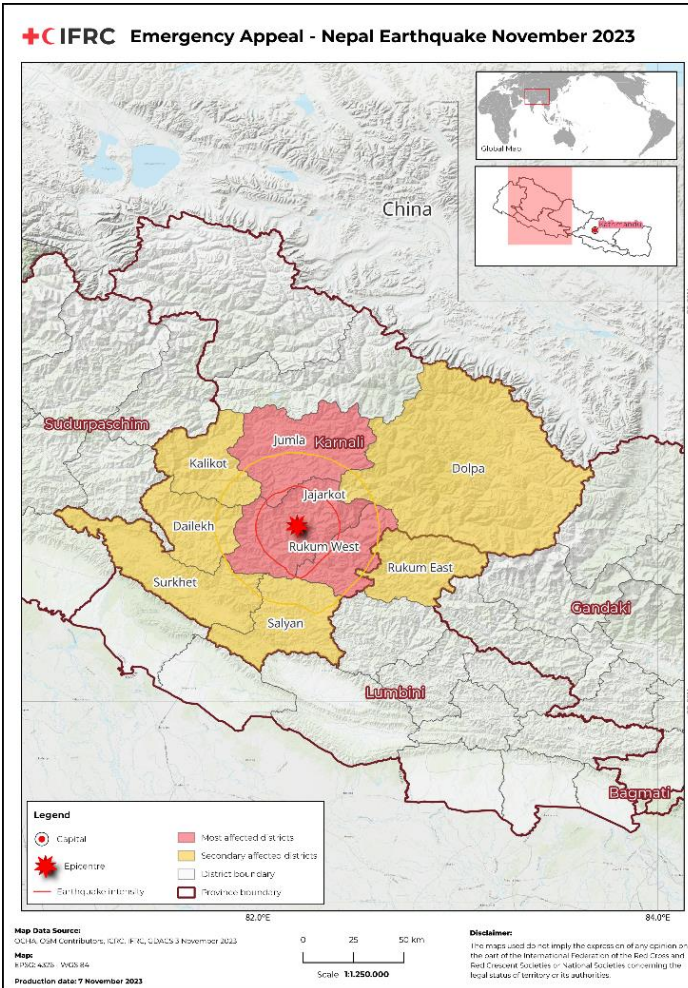 IFRC Emergency Appeal - Nepal Earthquake November 2023
Global Map
Kathmandu
China
Sudurpaschim
Jumla
Karnali
Kalikot
Dolpa
Jajarkot
Dailekh
Rukum West
Rukum East
Surkhet
Salyan
Gandaki
Lumbini
Bagmati
Legend
Capital
Epicentre
Earthquake intensity
Most affected districts
Secondary affected districts
District boundary
Province boundary
82.0°E
84.0°E
Map Data Source:
OCHA, OSM Contributors, ICRC, IFRC, GDACS 3 November 2023
Map:
EPSG: 4326 - WGS 84
Production date: 7 November 2023
0 25 50 km
Scale 1:1.250.000
Disclaimer:
The maps used do not imply the expression of any opinion on
the part of the International Federation of the Red Cross and
Red Crescent Societies or National Societies concerning the
legal status of territory or its authorities.